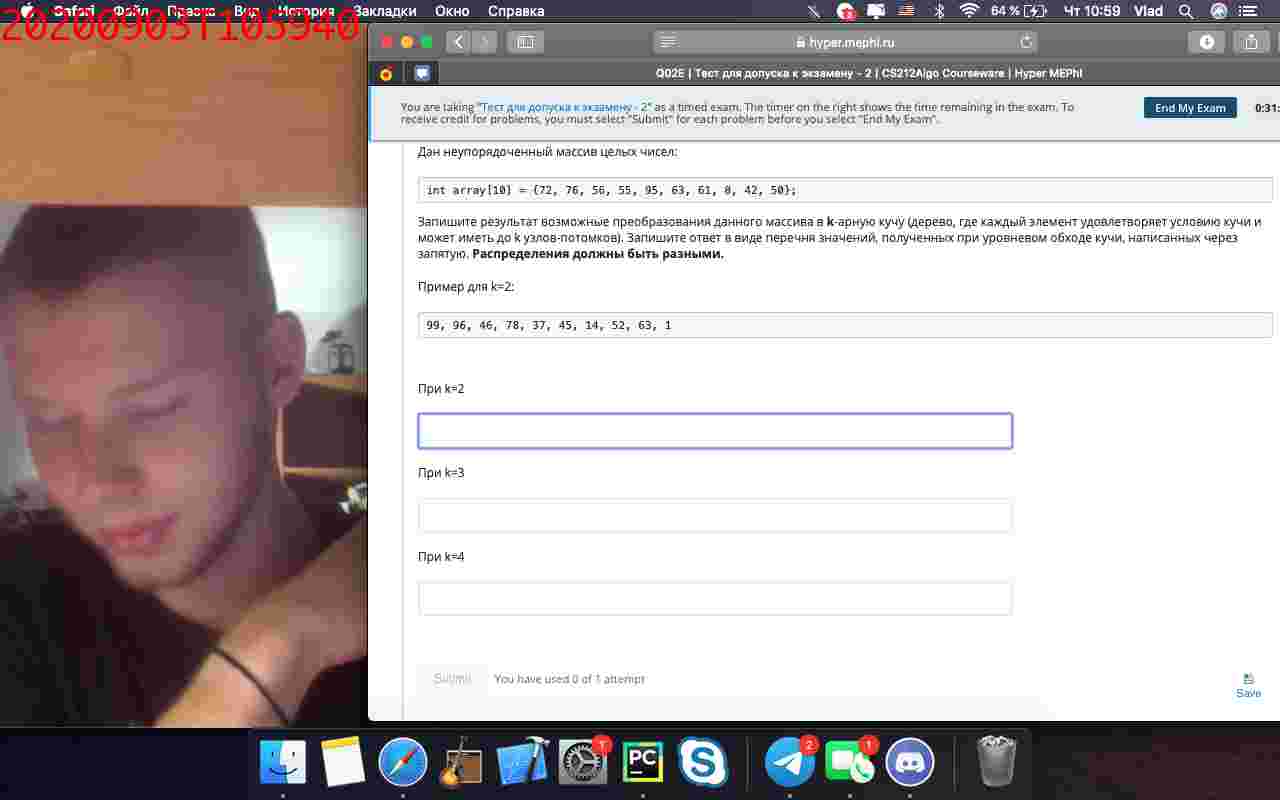 Safari Файл Правка Вид История Закладки Окно Справка
64 % Чт 10:59 Vlad
20200903T105940
hyper.mephi.ru
Q02E | Тест для допуска к экзамену - 2 | CS212Algo Courseware | Hyper MEPhI
You are taking "Тест для допуска к экзамену - 2" as a timed exam. The timer on the right shows the time remaining in the exam. To
receive credit for problems, you must select "Submit" for each problem before you select "End My Exam".
End My Exam
0:31:
Дан неупорядоченный массив целых чисел:
int array[10] = {72, 76, 56, 55, 95, 63, 61, 8, 42, 50};
Запишите результат возможные преобразования данного массива в k-арную кучу (дерево, где каждый элемент удовлетворяет условию кучи и
может иметь до k узлов-потомков). Запишите ответ в виде перечня значений, полученных при уровневом обходе кучи, написанных через
запятую. Распределения должны быть разными.
Пример для k=2:
99, 96, 46, 78, 37, 45, 14, 52, 63, 1
При k=2
При k=3
При k=4
Submit
You have used 0 of 1 attempt
Save
PC
2
1